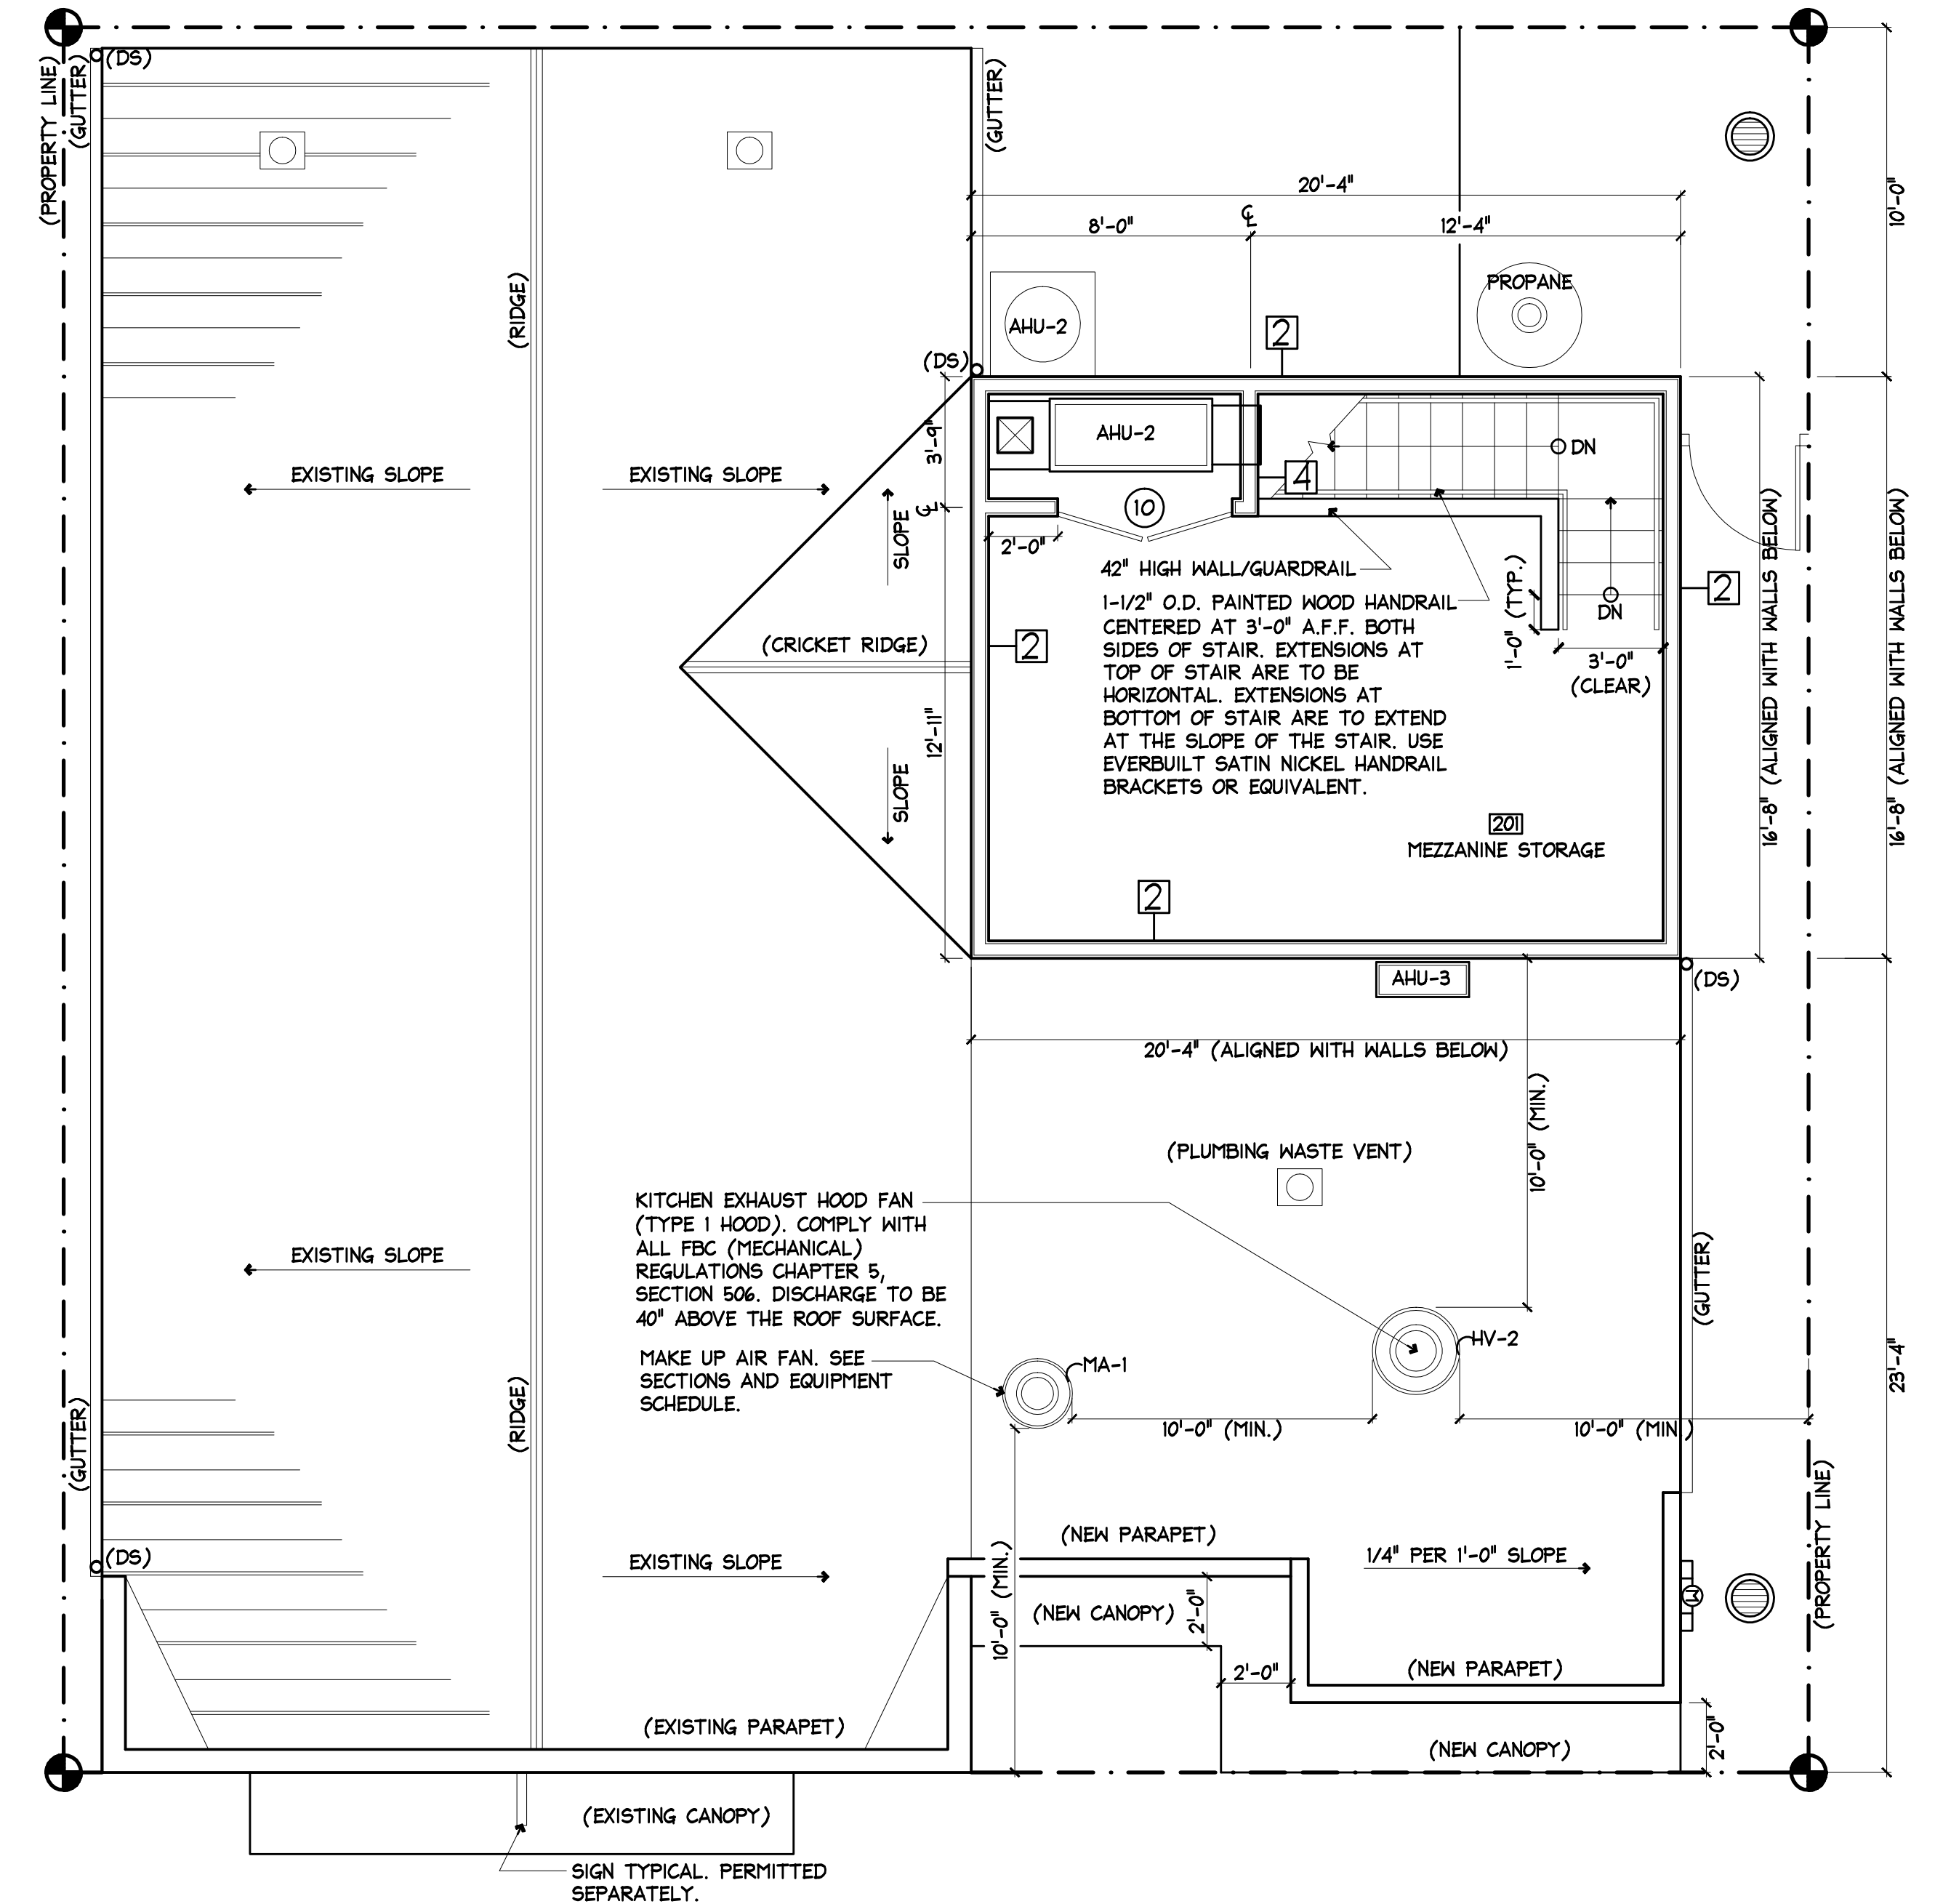 (DS)
(PROPERTY LINE)
(GUTTER)
(GUTTER)
20'-4"
8'-0"
℄
12'-4"
10'-0"
(RIDGE)
AHU-2
PROPANE
2
(DS)
3'-9"
AHU-2
DN
4
EXISTING SLOPE
EXISTING SLOPE
SLOPE
℄
10
2'-0"
42" HIGH WALL/GUARDRAIL
1-1/2" O.D. PAINTED WOOD HANDRAIL
CENTERED AT 3'-0" A.F.F. BOTH
SIDES OF STAIR. EXTENSIONS AT
TOP OF STAIR ARE TO BE
HORIZONTAL. EXTENSIONS AT
BOTTOM OF STAIR ARE TO EXTEND
AT THE SLOPE OF THE STAIR. USE
EVERBUILT SATIN NICKEL HANDRAIL
BRACKETS OR EQUIVALENT.
1'-0" (TYP.)
DN
3'-0"
(CLEAR)
2
2
(CRICKET RIDGE)
12'-11"
SLOPE
16'-8" (ALIGNED WITH WALLS BELOW)
16'-8" (ALIGNED WITH WALLS BELOW)
201
MEZZANINE STORAGE
2
AHU-3
(DS)
20'-4" (ALIGNED WITH WALLS BELOW)
10'-0" (MIN.)
(PLUMBING WASTE VENT)
KITCHEN EXHAUST HOOD FAN
(TYPE 1 HOOD). COMPLY WITH
ALL FBC (MECHANICAL)
REGULATIONS CHAPTER 5,
SECTION 506. DISCHARGE TO BE
40" ABOVE THE ROOF SURFACE.
EXISTING SLOPE
(GUTTER)
HV-2
MAKE UP AIR FAN. SEE
SECTIONS AND EQUIPMENT
SCHEDULE.
MA-1
23'-4"
(GUTTER)
(RIDGE)
10'-0" (MIN.)
10'-0" (MIN.)
(PROPERTY LINE)
(DS)
EXISTING SLOPE
(NEW PARAPET)
10'-0" (MIN.)
1/4" PER 1'-0" SLOPE
(NEW CANOPY)
2'-0"
M
2'-0"
(NEW PARAPET)
(EXISTING PARAPET)
(NEW CANOPY)
2'-0"
(EXISTING CANOPY)
SIGN TYPICAL. PERMITTED
SEPARATELY.